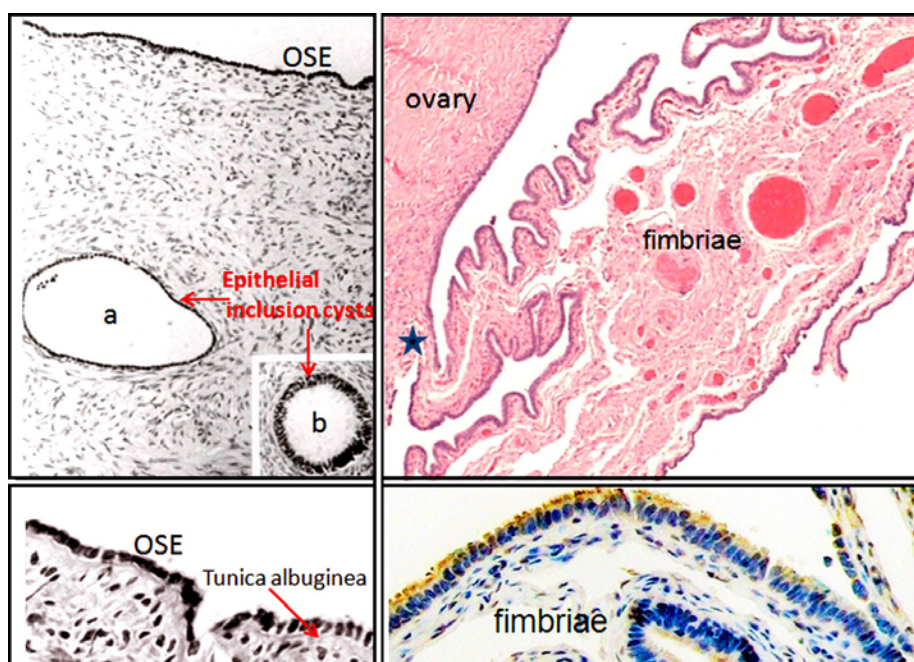 OSE
Epithelial
inclusion cysts
a
b
ovary
fimbriae
OSE
Tunica albuginea
fimbriae